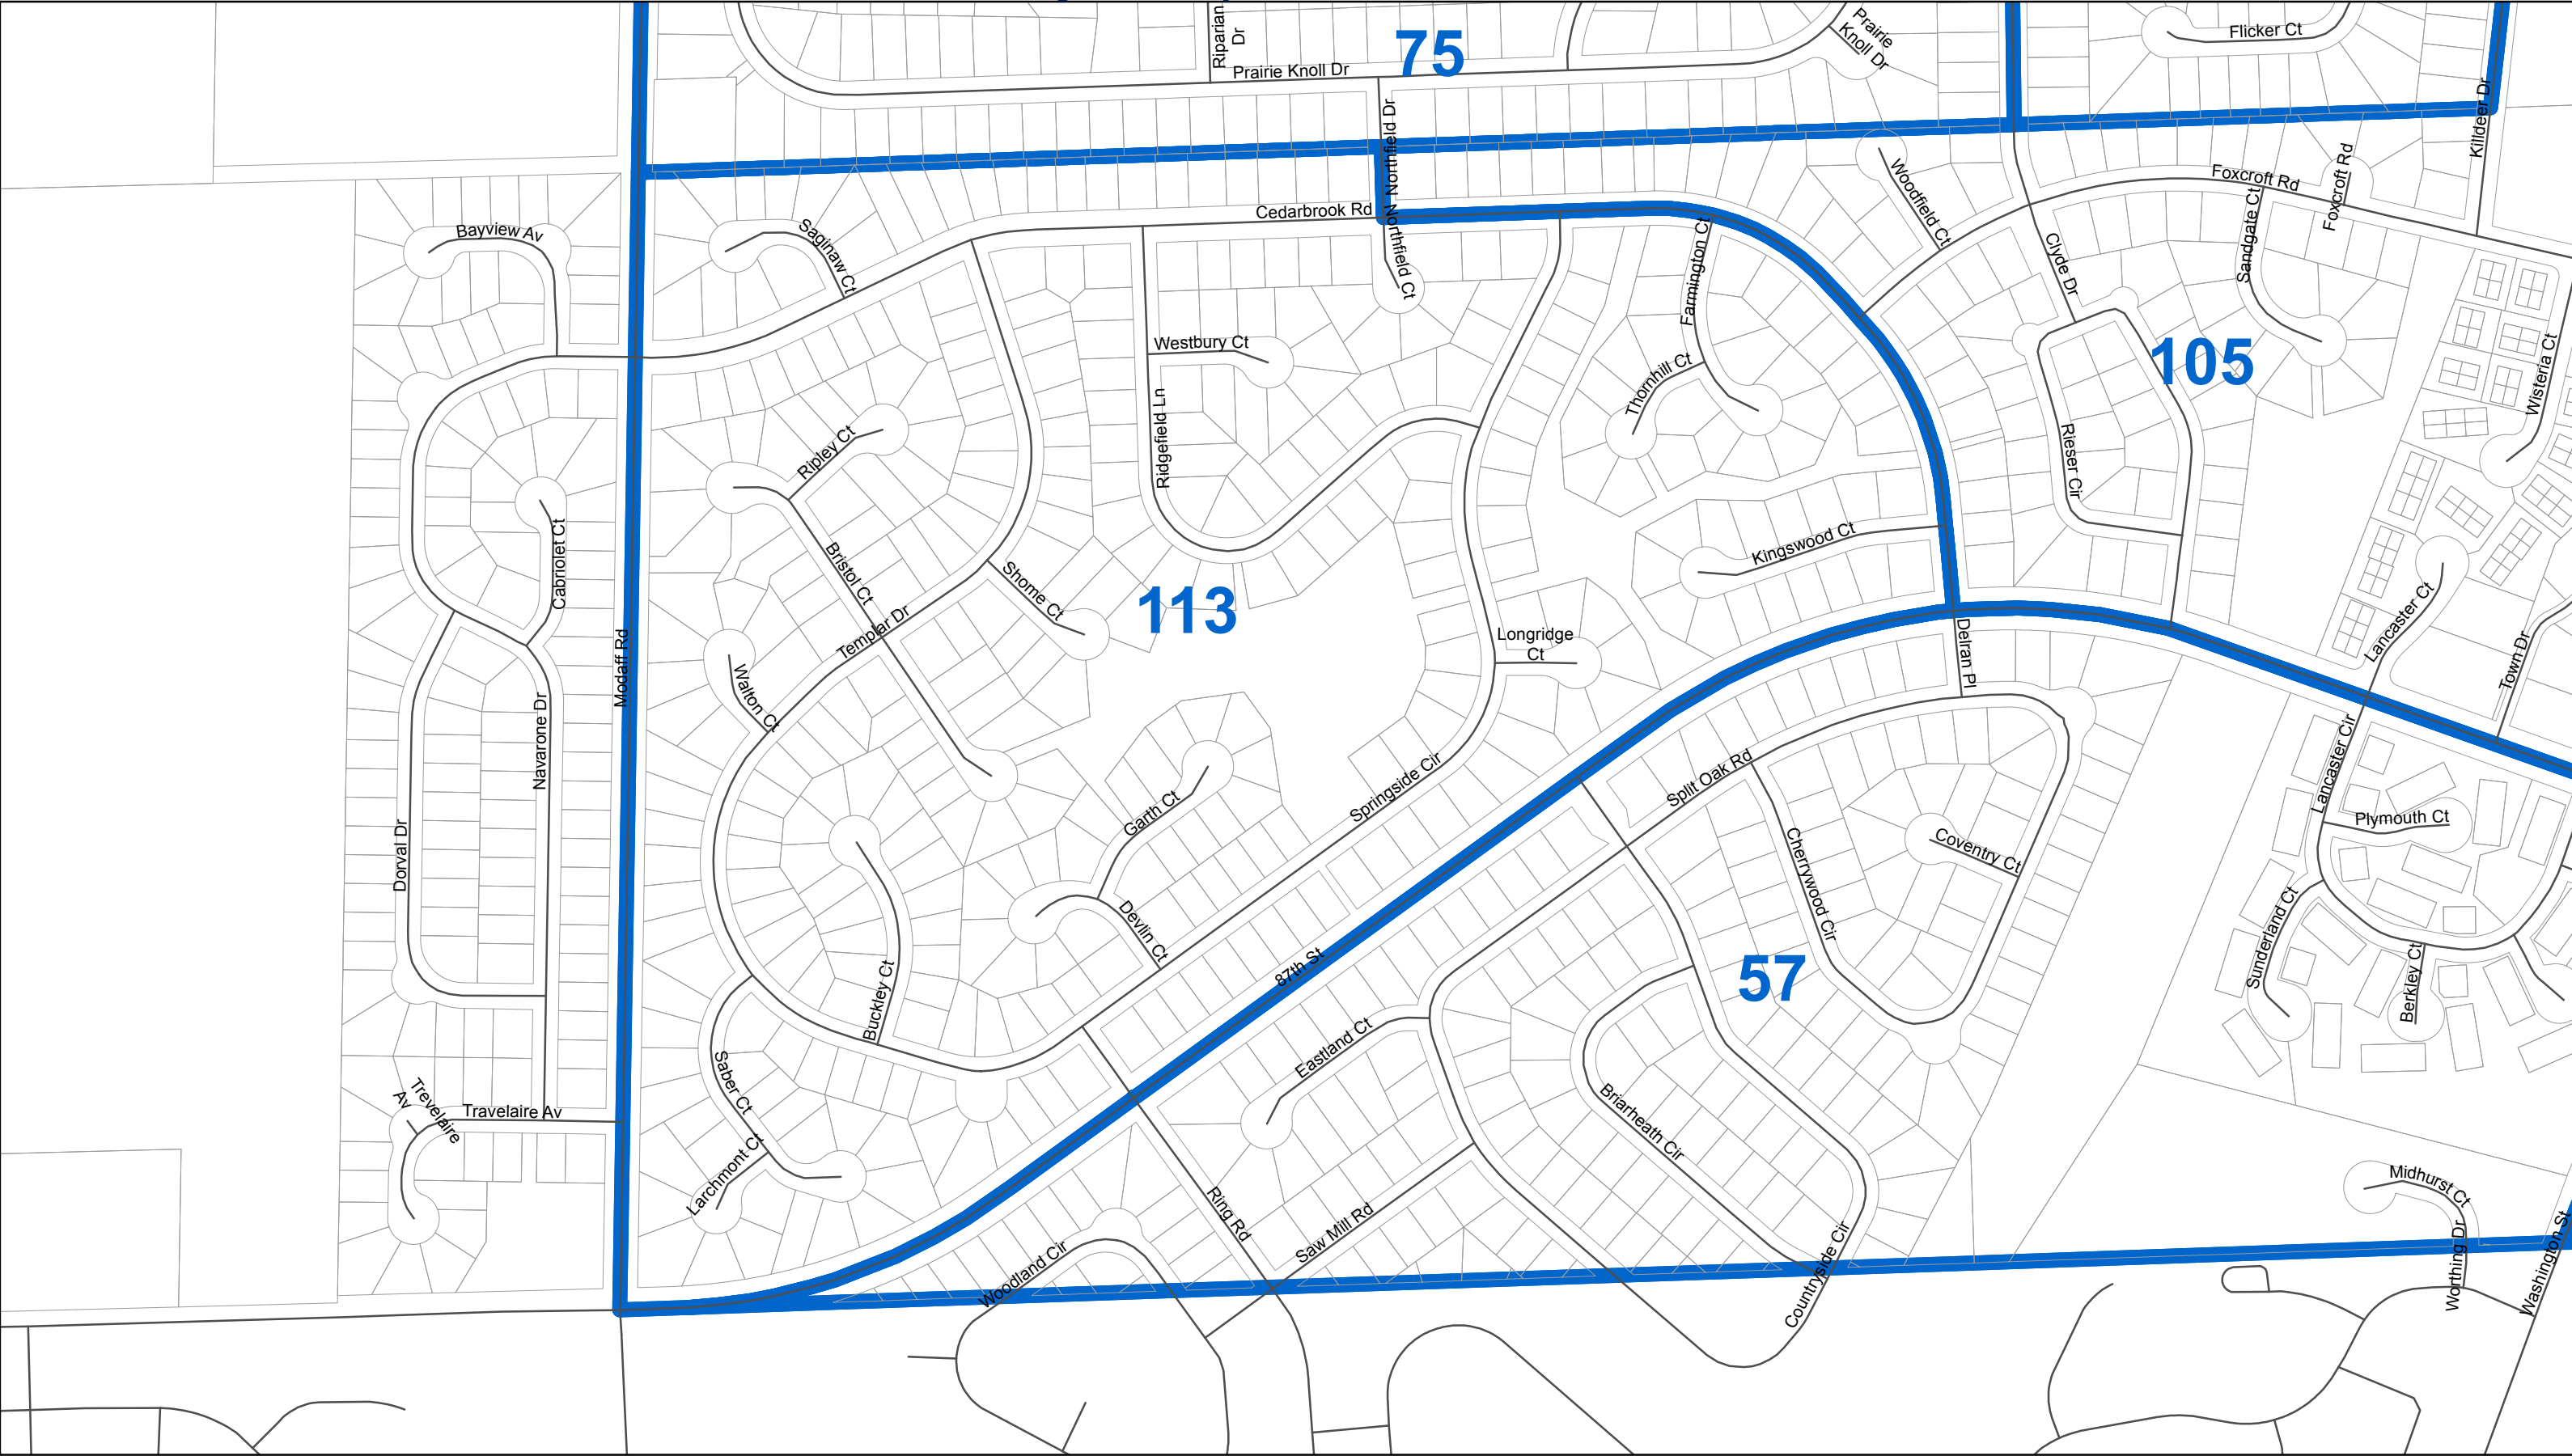 Riparian
Dr
75
Prairie
Knoll Dr
Flicker Ct
Prairie Knoll Dr
Killdeer Dr
Northfield Dr
Woodfield Ct
Foxcroft Rd
Foxcroft Rd
Sandgate Ct
Bayview Av
Saginaw Ct
Cedarbrook Rd
Northfield Ct
Farmington Ct
Clyde Dr
Westbury Ct
105
Wisteria Ct
Thornhill Ct
Ridgefield Ln
Ripley Ct
Rieser Cir
Cabriolet Ct
Bristol Ct
Kingswood Ct
Shorne Ct
113
Templar Dr
Longridge
Ct
Delran Pl
Lancaster Ct
Town Dr
Modaff Rd
Walton Ct
Navarone Dr
Springside Cir
Split Oak Rd
Lancaster Cir
Garth Ct
Plymouth Ct
Dorval Dr
Cherrywood Cir
Coventry Ct
Devlin Ct
Sunderland Ct
87th St
57
Berkley Ct
Buckley Ct
Eastland Ct
Saber Ct
Trevelaire
Av
Travelaire Av
Briarheath Cir
Larchmont Ct
Ring Rd
Saw Mill Rd
Midhurst Ct
Woodland Cir
Countryside Cir
Worthing Dr
Washington St